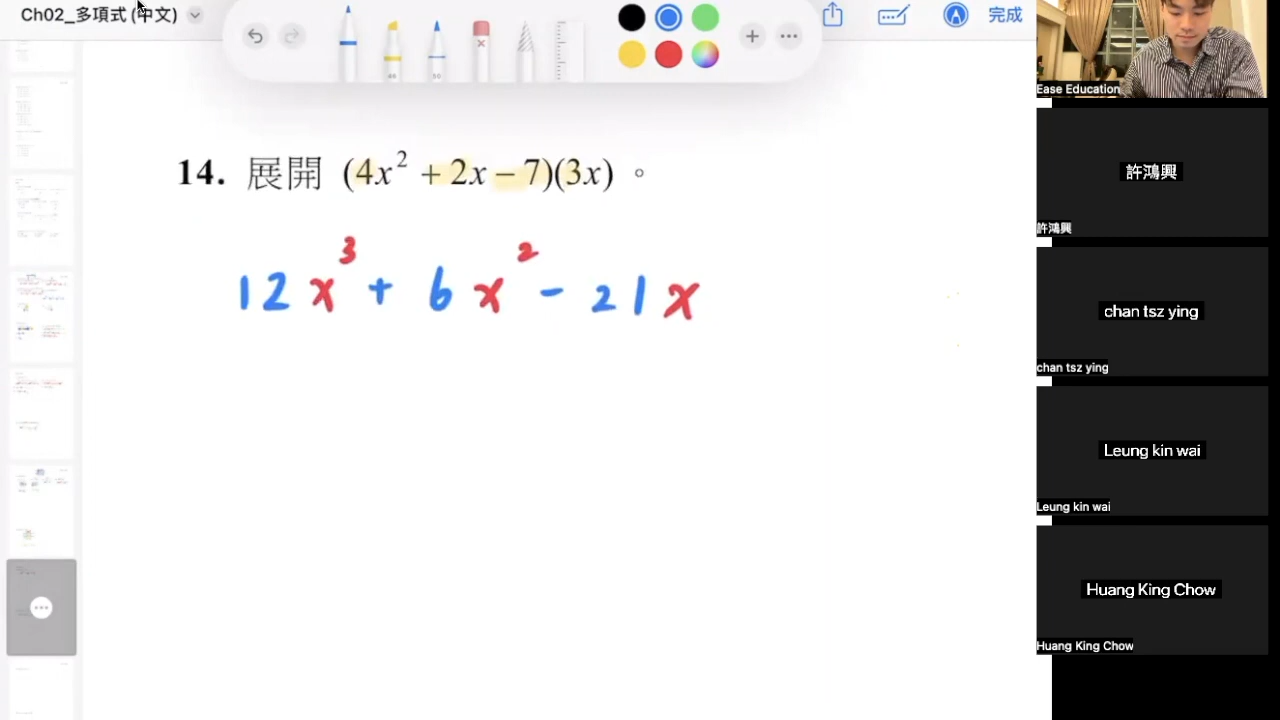 Ch02_多項式 (中文)
完成
14. 展開 (4x² + 2x − 7)(3x) 。
12x³ + 6x² - 21x
Ease Education
許鴻興
許鴻興
chan tsz ying
chan tsz ying
Leung kin wai
Leung kin wai
Huang King Chow
Huang King Chow